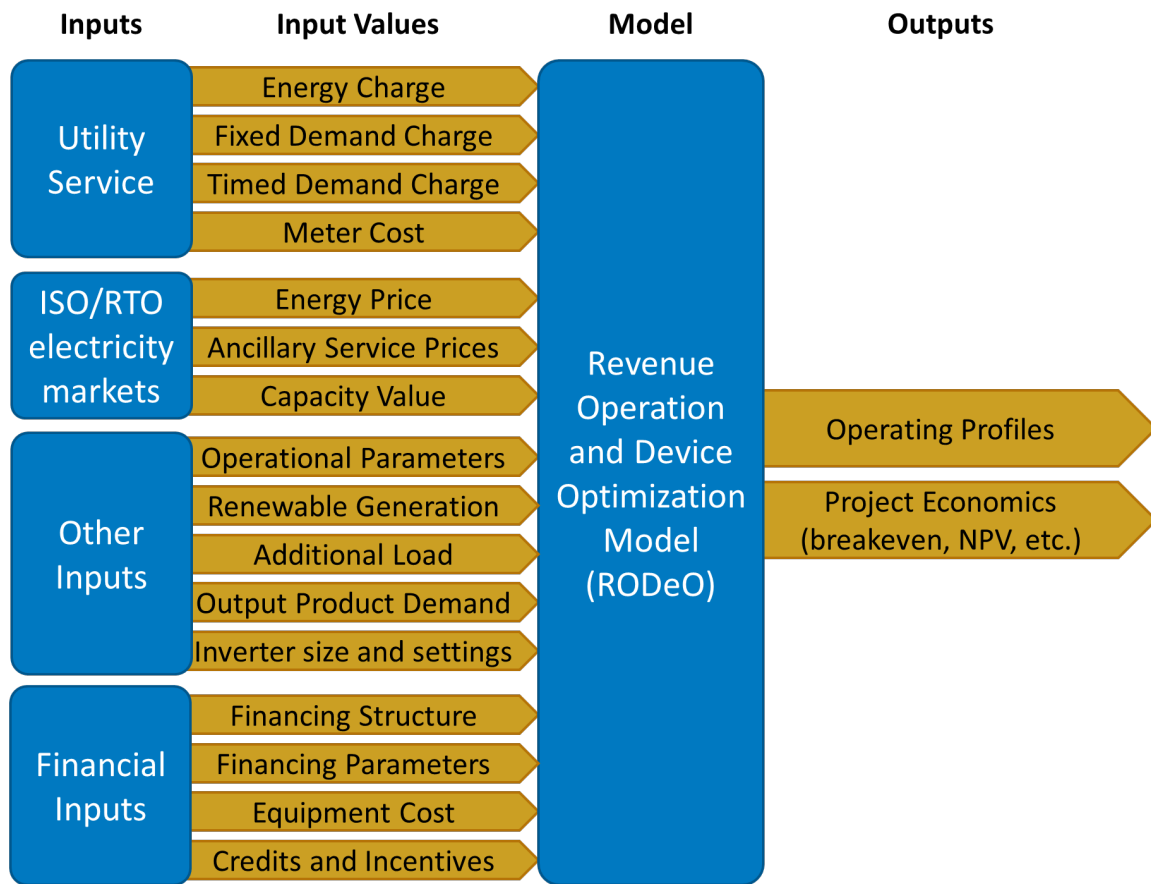 Inputs
Input Values
Model
Outputs
Utility
Service
Energy Charge
Fixed Demand Charge
Timed Demand Charge
Meter Cost
ISO/RTO
electricity
markets
Energy Price
Ancillary Service Prices
Capacity Value
Other
Inputs
Operational Parameters
Renewable Generation
Additional Load
Output Product Demand
Inverter size and settings
Financial
Inputs
Financing Structure
Financing Parameters
Equipment Cost
Credits and Incentives
Revenue
Operation
and Device
Optimization
Model
(RODeO)
Operating Profiles
Project Economics
(breakeven, NPV, etc.)